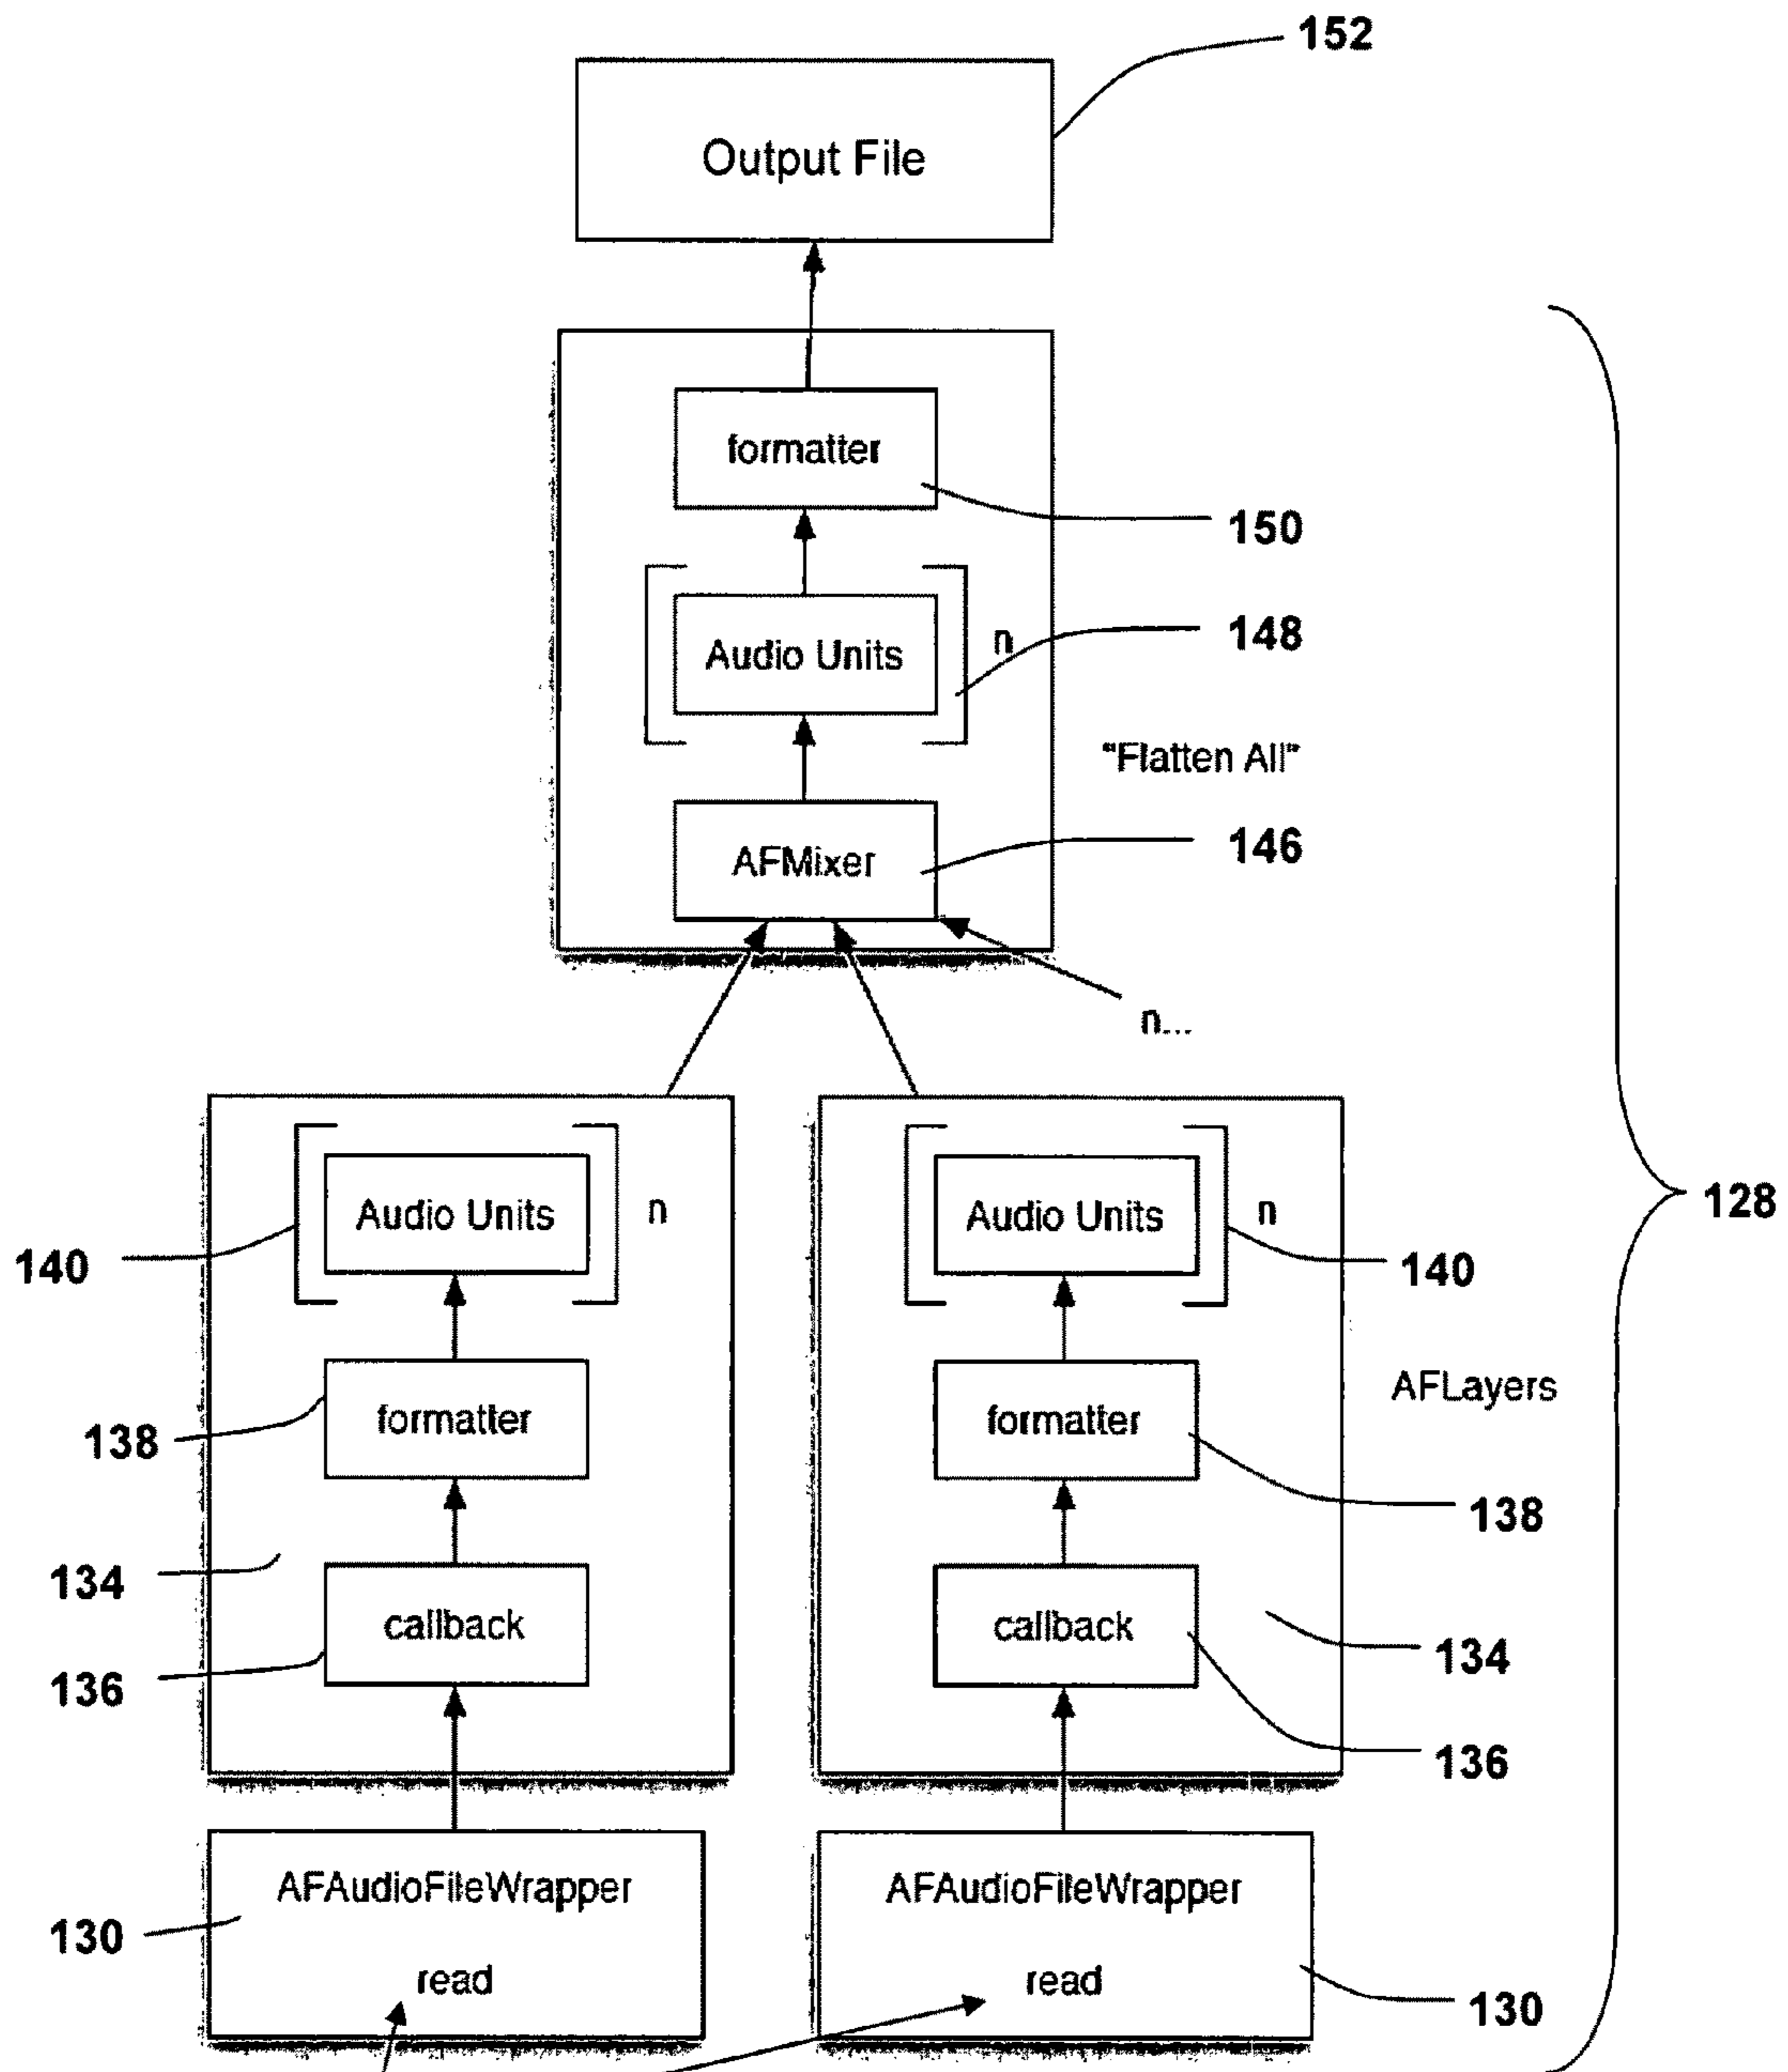 152
Output File
formatter
150
Audio Units
n
148
"Flatten All"
AFMixer
146
n...
128
Audio Units
n
140
Audio Units
n
140
formatter
138
formatter
138
AFLayers
134
callback
136
callback
134
136
AFAudioFileWrapper
read
130
AFAudioFileWrapper
read
130